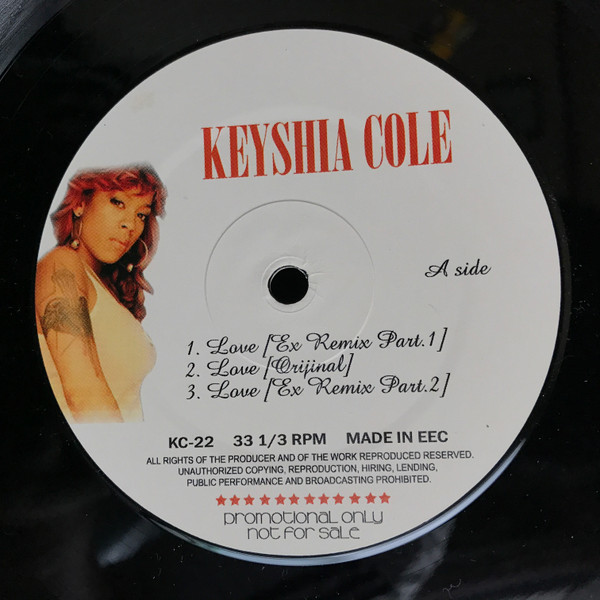 KEYSHIA COLE
A side
1. Love [Ex Remix Part.1]
2. Love [Orijinal]
3. Love [Ex Remix Part.2]
KC-22 33 1/3 RPM MADE IN EEC
ALL RIGHTS OF THE PRODUCER AND OF THE WORK REPRODUCED RESERVED.
UNAUTHORIZED COPYING, REPRODUCTION, HIRING, LENDING,
PUBLIC PERFORMANCE AND BROADCASTING PROHIBITED.
promotional only
not for sale